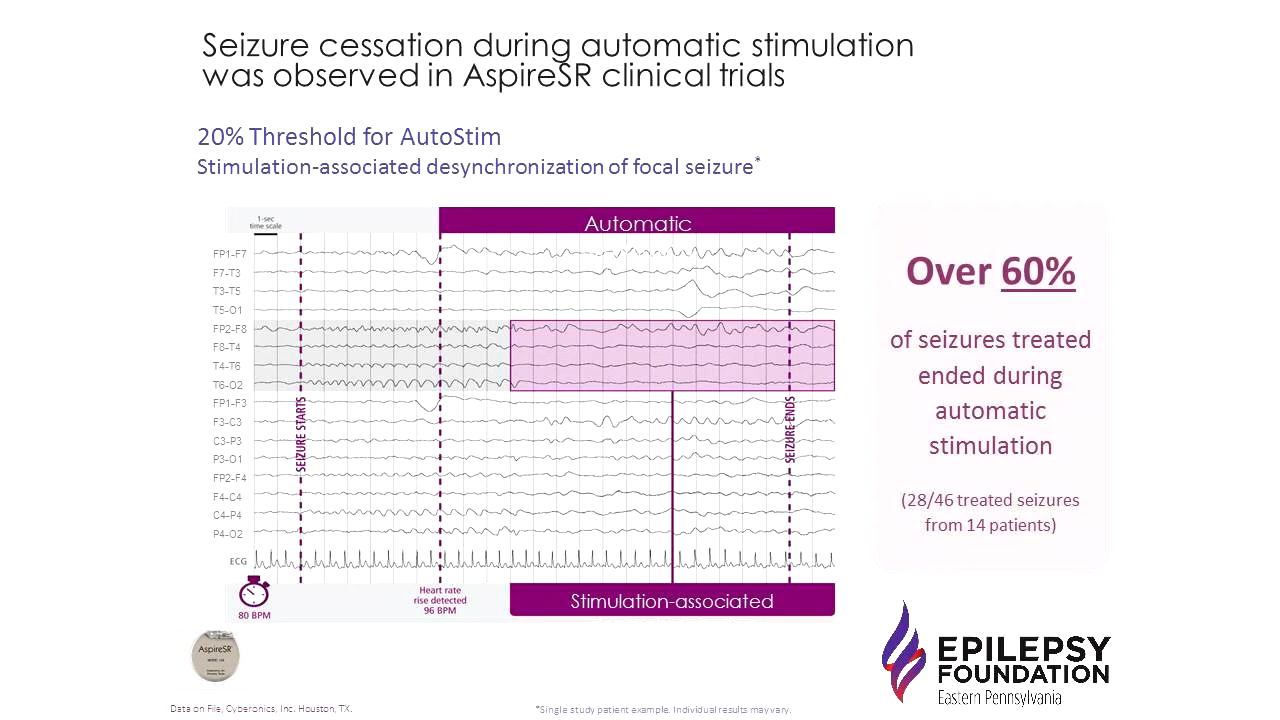 Seizure cessation during automatic stimulation
was observed in AspireSR clinical trials
20% Threshold for AutoStim
Stimulation-associated desynchronization of focal seizure*
1-sec
time scale
Automatic
FP1-F7
F7-T3
T3-T5
T5-O1
FP2-F8
F8-T4
T4-T6
T6-O2
FP1-F3
F3-C3
C3-P3
P3-O1
FP2-F4
F4-C4
C4-P4
P4-O2
ECG
SEIZURE STARTS
SEIZURE ENDS
80 BPM
Heart rate
rise detected
96 BPM
Stimulation-associated
Over 60%
of seizures treated
ended during
automatic
stimulation
(28/46 treated seizures
from 14 patients)
AspireSR
EPILEPSY
FOUNDATION
Eastern Pennsylvania
Data on File, Cyberonics, Inc. Houston, TX.
*Single study patient example. Individual results may vary.